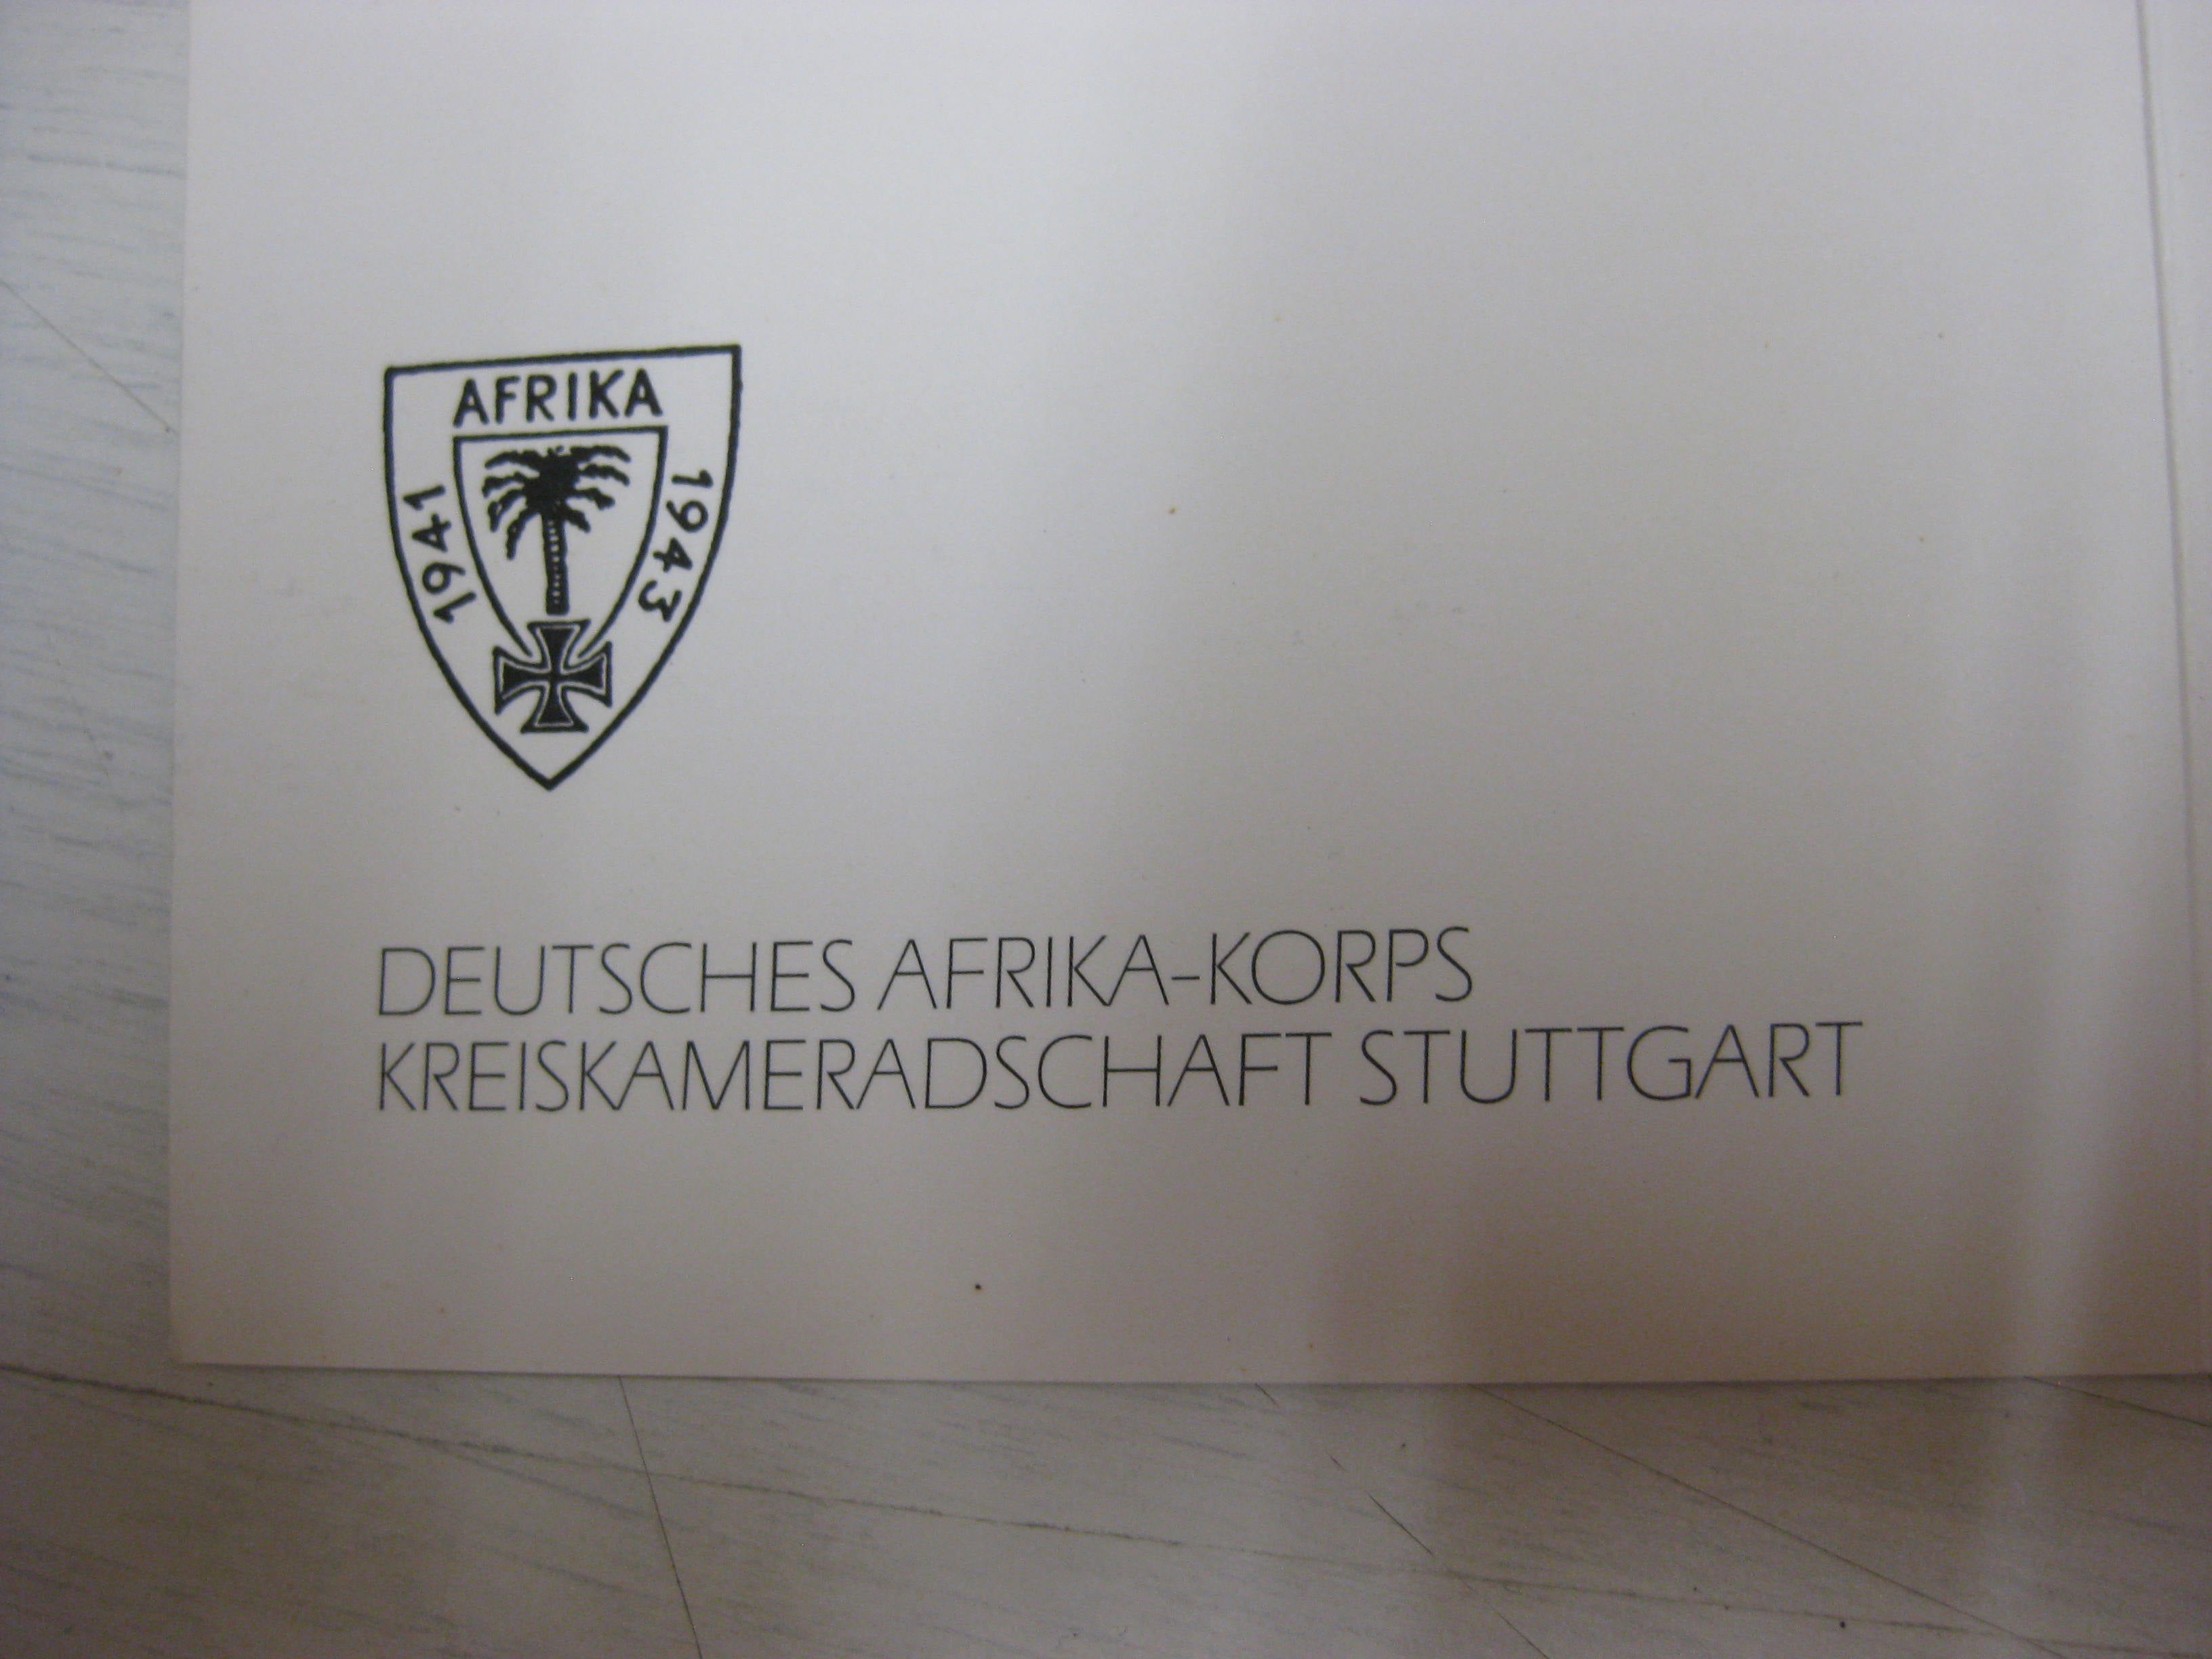 AFRIKA
1941
1943
DEUTSCHES AFRIKA-KORPS
KREISKAMERADSCHAFT STUTTGART